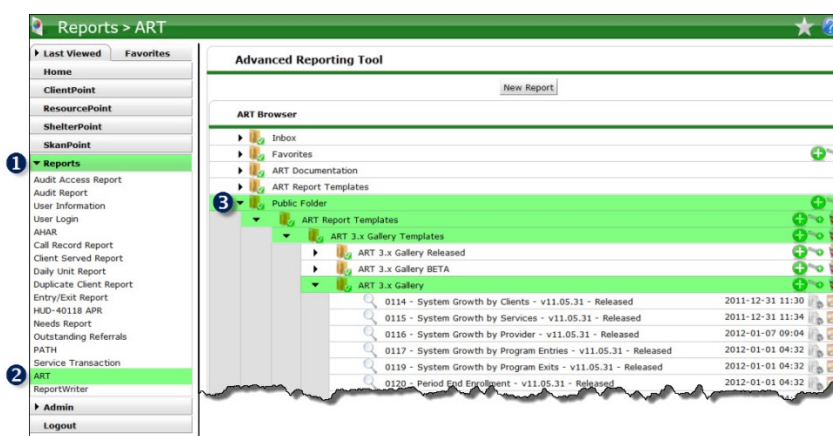 Reports > ART
Last Viewed Favorites
Home
ClientPoint
ResourcePoint
ShelterPoint
SkanPoint
1 Reports
Audit Access Report
Audit Report
User Information
User Login
AHAR
Call Record Report
Client Served Report
Daily Unit Report
Duplicate Client Report
Entry/Exit Report
HUD-40118 APR
Needs Report
Outstanding Referrals
PATH
Service Transaction
2 ART
ReportWriter
Admin
Logout
Advanced Reporting Tool
New Report
ART Browser
Inbox
Favorites
ART Documentation
ART Report Templates
3 Public Folder
ART Report Templates
ART 3.x Gallery Templates
ART 3.x Gallery Released
ART 3.x Gallery BETA
ART 3.x Gallery
0114 - System Growth by Clients - v11.05.31 - Released 2011-12-31 11:30
0115 - System Growth by Services - v11.05.31 - Released 2011-12-31 11:34
0116 - System Growth by Provider - v11.05.31 - Released 2012-01-07 09:04
0117 - System Growth by Program Entries - v11.05.31 - Released 2012-01-01 04:32
0119 - System Growth by Program Exits - v11.05.31 - Released 2012-01-01 04:32
0120 - Period End Enrollment - v11.05.31 - Released 2012-01-01 04:32